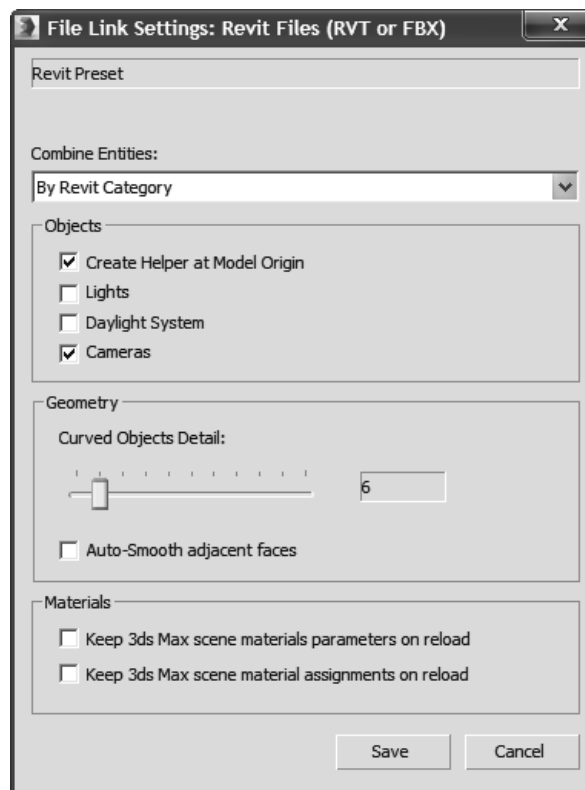 File Link Settings: Revit Files (RVT or FBX)
Revit Preset
Combine Entities:
By Revit Category
Objects
Create Helper at Model Origin
Lights
Daylight System
Cameras
Geometry
Curved Objects Detail:
6
Auto-Smooth adjacent faces
Materials
Keep 3ds Max scene materials parameters on reload
Keep 3ds Max scene material assignments on reload
Save Cancel